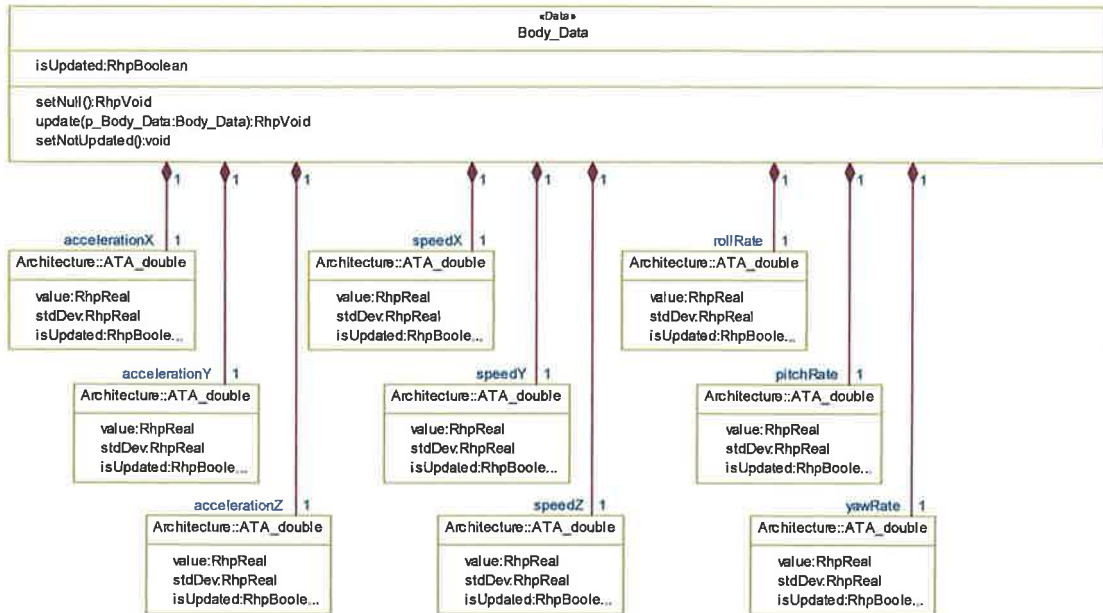 «Data»
Body_Data
isUpdated:RhpBoolean
setNull():RhpVoid
update(p_Body_Data:Body_Data):RhpVoid
setNotUpdated():void
1 1 1 1 1 1 1 1 1
accelerationX 1 speedX 1 rollRate 1
Architecture::ATA_double Architecture::ATA_double Architecture::ATA_double
value:RhpReal value:RhpReal value:RhpReal
stdDev:RhpReal stdDev:RhpReal stdDev:RhpReal
isUpdated:RhpBoole... isUpdated:RhpBoole... isUpdated:RhpBoole...
accelerationY 1 speedY 1 pitchRate 1
Architecture::ATA_double Architecture::ATA_double Architecture::ATA_double
value:RhpReal value:RhpReal value:RhpReal
stdDev:RhpReal stdDev:RhpReal stdDev:RhpReal
isUpdated:RhpBoole... isUpdated:RhpBoole... isUpdated:RhpBoole...
accelerationZ 1 speedZ 1 yawRate 1
Architecture::ATA_double Architecture::ATA_double Architecture::ATA_double
value:RhpReal value:RhpReal value:RhpReal
stdDev:RhpReal stdDev:RhpReal stdDev:RhpReal
isUpdated:RhpBoole... isUpdated:RhpBoole... isUpdated:RhpBoole...